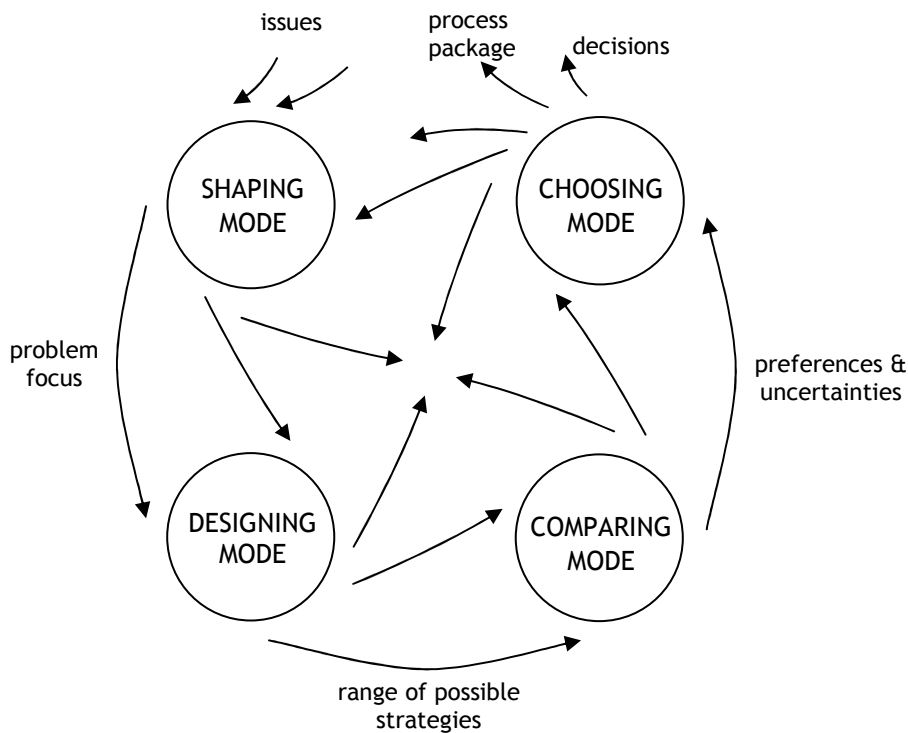 issues
process
package
decisions
SHAPING
MODE
CHOOSING
MODE
problem
focus
preferences &
uncertainties
DESIGNING
MODE
COMPARING
MODE
range of possible
strategies